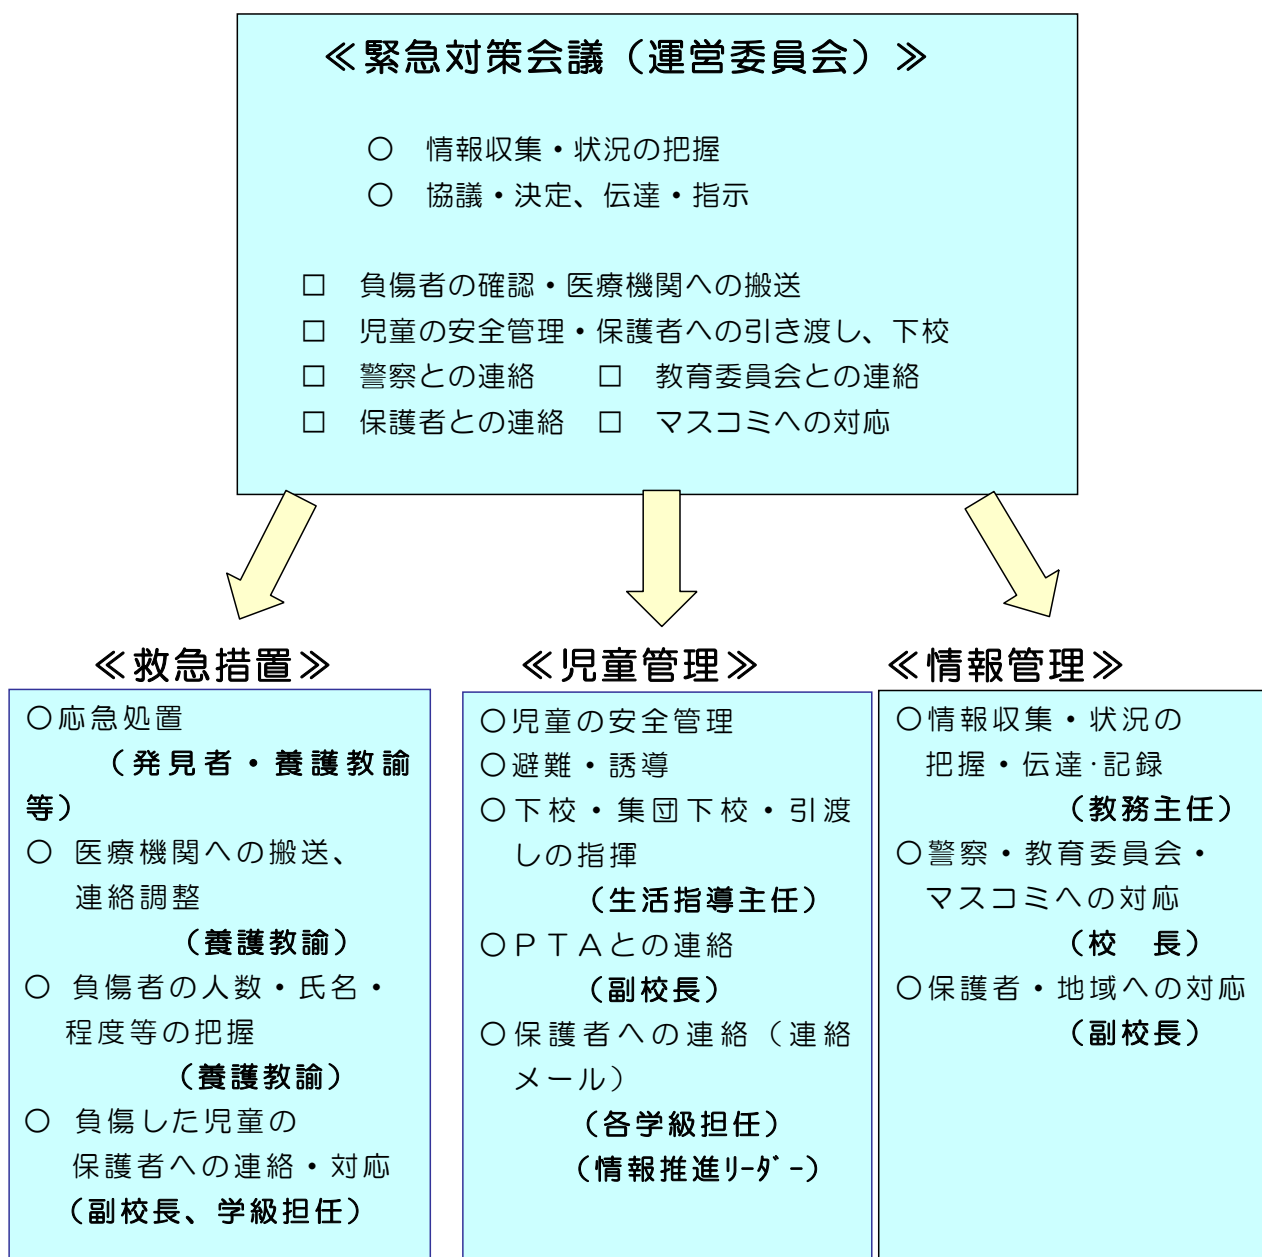 ≪緊急対策会議（運営委員会）≫
○　情報収集・状況の把握
○　協議・決定、伝達・指示
□　負傷者の確認・医療機関への搬送
□　児童の安全管理・保護者への引き渡し、下校
□　警察との連絡　　□　教育委員会との連絡
□　保護者との連絡　□　マスコミへの対応
≪救急措置≫
○応急処置
（発見者・養護教諭
等）
○ 医療機関への搬送、
連絡調整
（養護教諭）
○ 負傷者の人数・氏名・
程度等の把握
（養護教諭）
○ 負傷した児童の
保護者への連絡・対応
（副校長、学級担任）
≪児童管理≫
○児童の安全管理
○避難・誘導
○下校・集団下校・引渡
しの指揮
（生活指導主任）
○ＰＴＡとの連絡
（副校長）
○保護者への連絡（連絡
メール）
（各学級担任）
（情報推進ﾘｰﾀﾞｰ）
≪情報管理≫
○情報収集・状況の
把握・伝達･記録
（教務主任）
○警察・教育委員会・
マスコミへの対応
（校　長）
○保護者・地域への対応
（副校長）